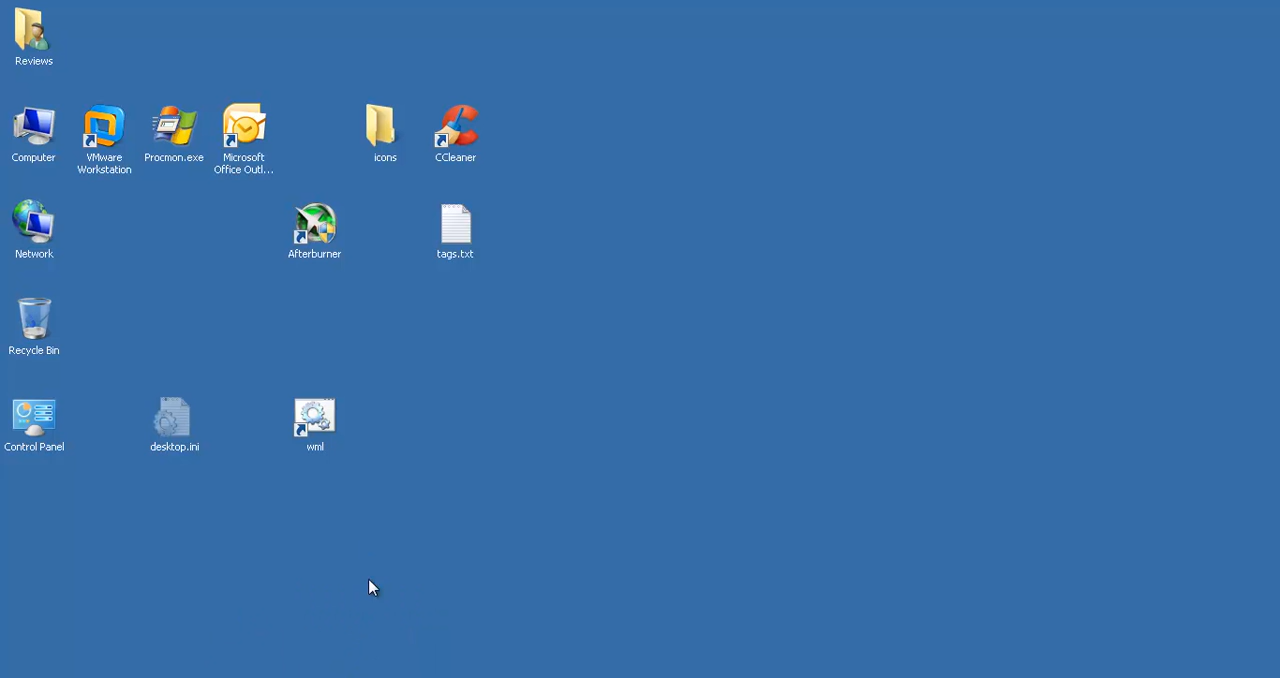 Reviews
Computer
VMware
Workstation
Procmon.exe
Microsoft
Office Outl...
icons
CCleaner
Network
Afterburner
tags.txt
Recycle Bin
Control Panel
desktop.ini
wml